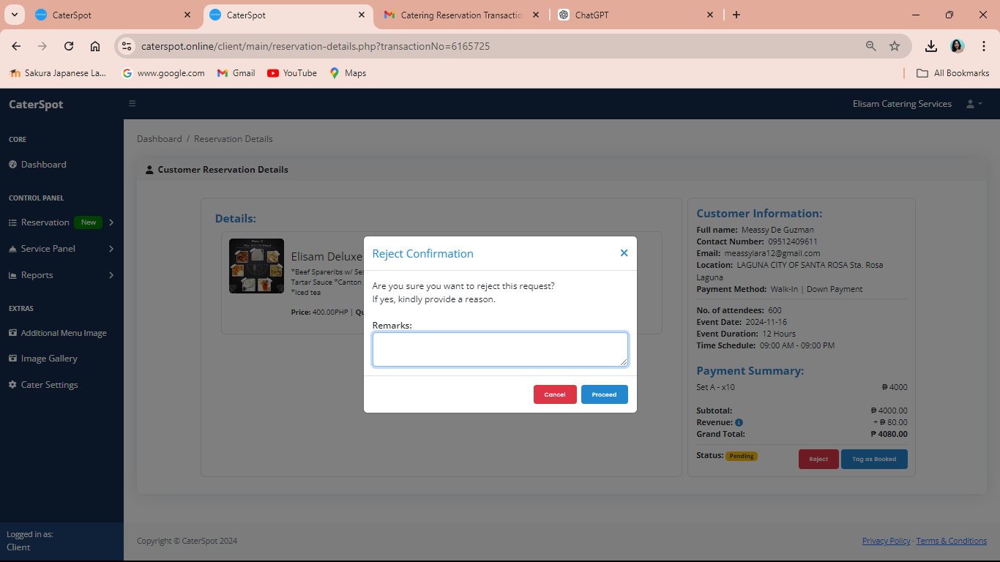 CaterSpot
CaterSpot
Catering Reservation Transactio
ChatGPT
caterspot.online/client/main/reservation-details.php?transactionNo=6165725
Sakura Japanese La...
www.google.com
Gmail
YouTube
Maps
All Bookmarks
CaterSpot
Elisam Catering Services
CORE
Dashboard
CONTROL PANEL
Reservation New
Service Panel
Reports
EXTRAS
Additional Menu Image
Image Gallery
Cater Settings
Logged in as:
Client
Dashboard / Reservation Details
Customer Reservation Details
Details:
Elisam Deluxe
*Beef Spareribs w/ Ses
Tartar Sauce *Canton
*Iced tea
Price: 400.00PHP | Qu
Reject Confirmation
Are you sure you want to reject this request?
If yes, kindly provide a reason.
Remarks:
Cancel
Proceed
Customer Information:
Full name: Meassy De Guzman
Contact Number: 09512409611
Email: meassylara12@gmail.com
Location: LAGUNA CITY OF SANTA ROSA Sta. Rosa
Laguna
Payment Method: Walk-In | Down Payment
No. of attendees: 600
Event Date: 2024-11-16
Event Duration: 12 Hours
Time Schedule: 09:00 AM - 09:00 PM
Payment Summary:
Set A - x10 ₱ 4000
Subtotal: ₱ 4000.00
Revenue: + ₱ 80.00
Grand Total: ₱ 4080.00
Status: Pending
Reject
Tag as Booked
Copyright © CaterSpot 2024
Privacy Policy · Terms & Conditions